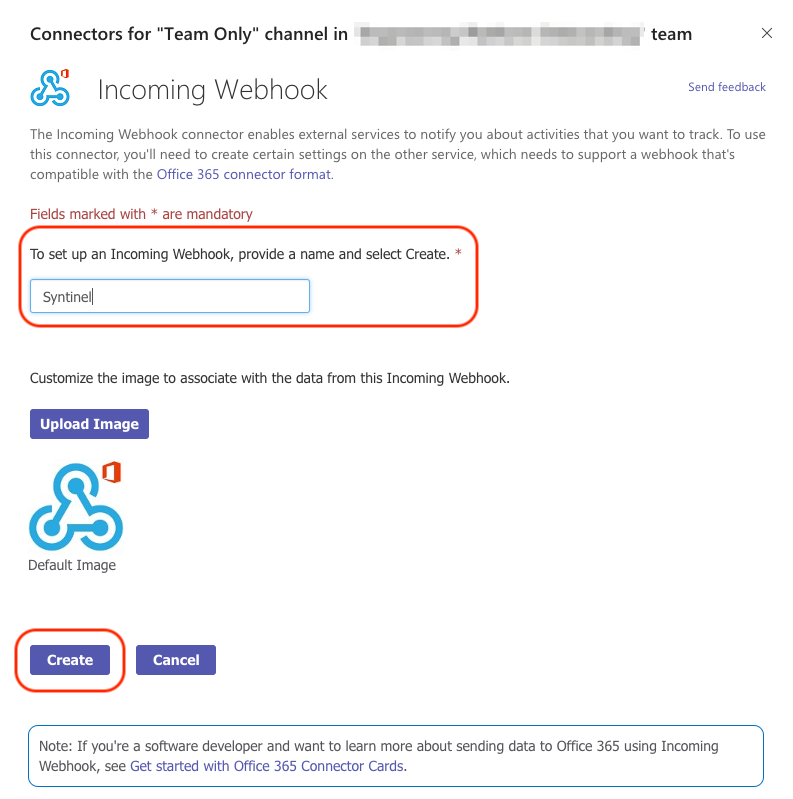 Connectors for "Team Only" channel in team
Incoming Webhook
Send feedback
The Incoming Webhook connector enables external services to notify you about activities that you want to track. To use
this connector, you'll need to create certain settings on the other service, which needs to support a webhook that's
compatible with the Office 365 connector format.
Fields marked with * are mandatory
To set up an Incoming Webhook, provide a name and select Create. *
Syntinel
Customize the image to associate with the data from this Incoming Webhook.
Upload Image
Default Image
Create Cancel
Note: If you're a software developer and want to learn more about sending data to Office 365 using Incoming
Webhook, see Get started with Office 365 Connector Cards.